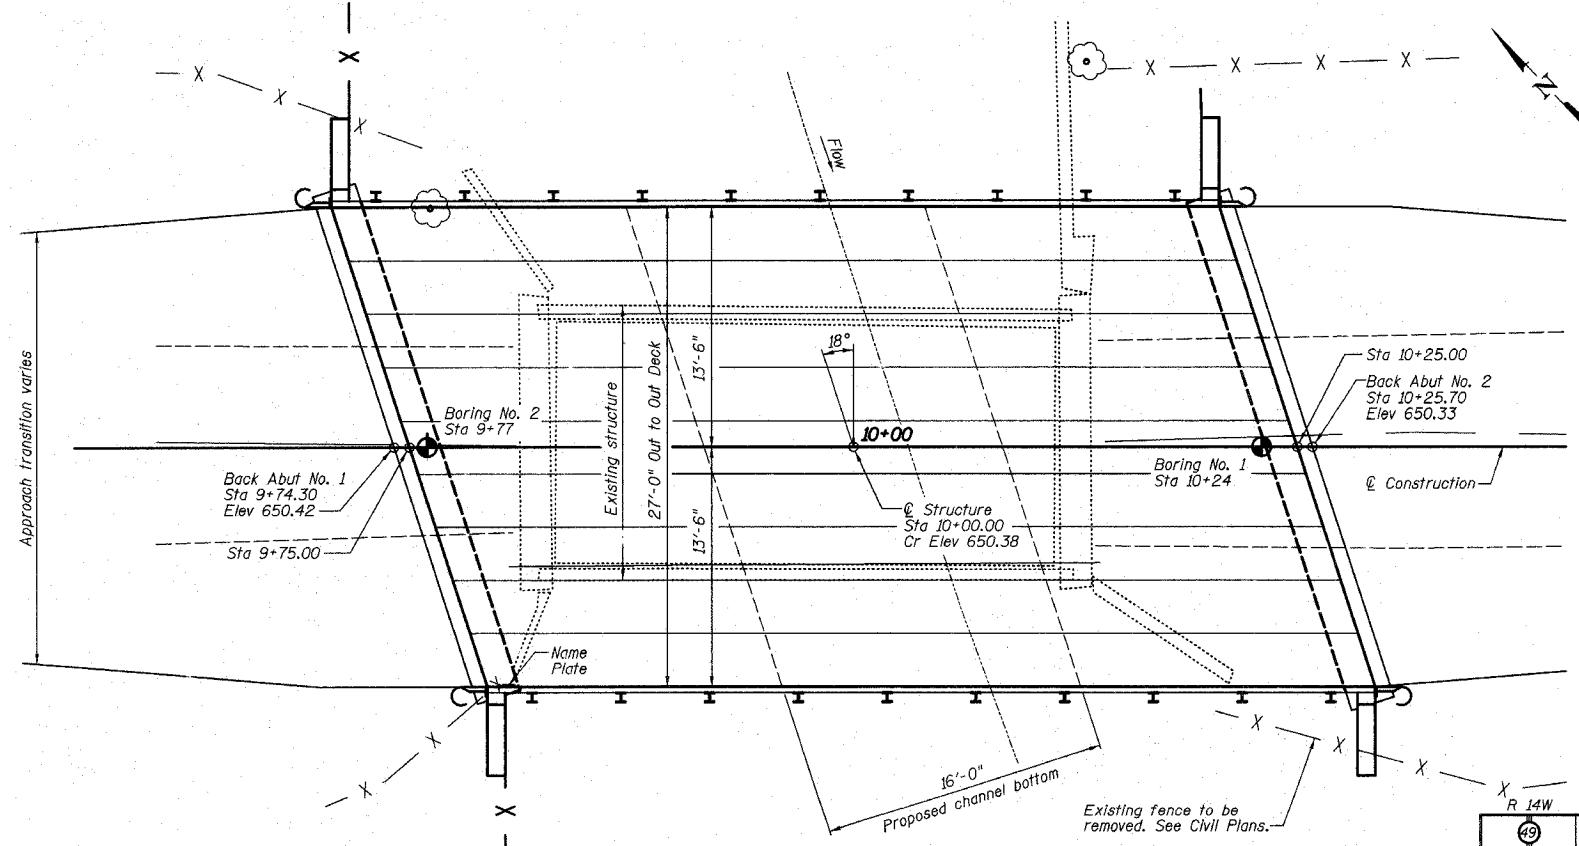 X
X
X
X
X
X
X
X
N
Flow
Approach transition varies
18°
13'-6"
27'-0" Out to Out Deck
Existing structure
13'-6"
Boring No. 2
Sta 9+77
10+00
Sta 10+25.00
Back Abut No. 2
Sta 10+25.70
Elev 650.33
Back Abut No. 1
Sta 9+74.30
Elev 650.42
Sta 9+75.00
Boring No. 1
Sta 10+24
℄ Structure
Sta 10+00.00
Cr Elev 650.38
℄ Construction
Name
Plate
16'-0"
Proposed channel bottom
Existing fence to be
removed. See Civil Plans.
X
X
X
X
X
X
X
X
R 14W
49